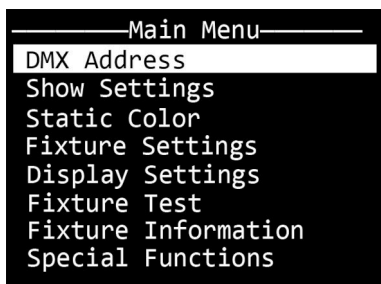 Main Menu
DMX Address
Show Settings
Static Color
Fixture Settings
Display Settings
Fixture Test
Fixture Information
Special Functions